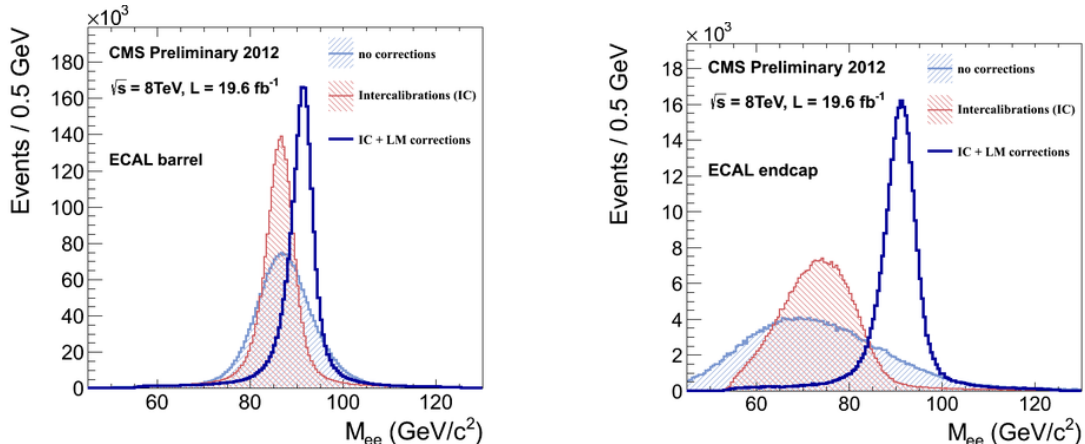 ×10³
Events / 0.5 GeV
180
160
140
120
100
80
60
40
20
0
CMS Preliminary 2012
√s = 8TeV, L = 19.6 fb⁻¹
ECAL barrel
no corrections
Intercalibrations (IC)
IC + LM corrections
60
80
100
120
M_ee (GeV/c²)
×10³
Events / 0.5 GeV
18
16
14
12
10
8
6
4
2
0
CMS Preliminary 2012
√s = 8TeV, L = 19.6 fb⁻¹
ECAL endcap
no corrections
Intercalibrations (IC)
IC + LM corrections
60
80
100
120
M_ee (GeV/c²)